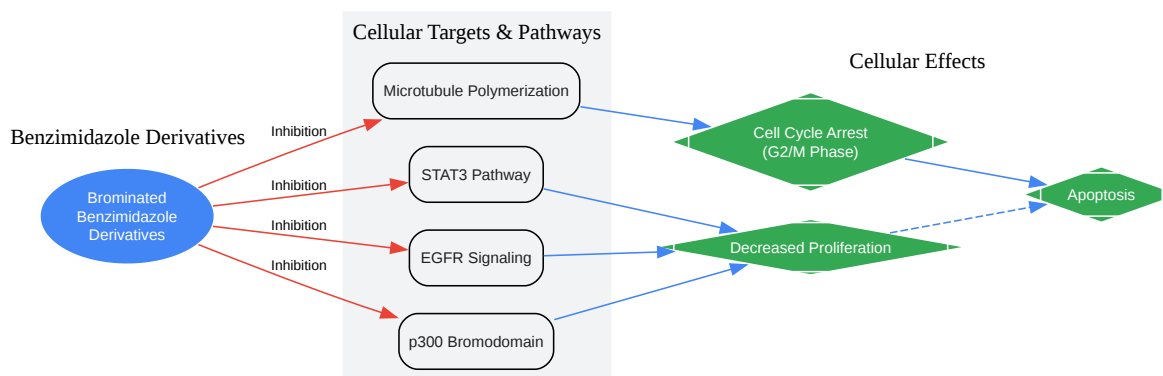 Benzimidazole Derivatives
Brominated
Benzimidazole
Derivatives
Inhibition
Inhibition
Inhibition
Inhibition
Cellular Targets & Pathways
Microtubule Polymerization
STAT3 Pathway
EGFR Signaling
p300 Bromodomain
Cellular Effects
Cell Cycle Arrest
(G2/M Phase)
Decreased Proliferation
Apoptosis